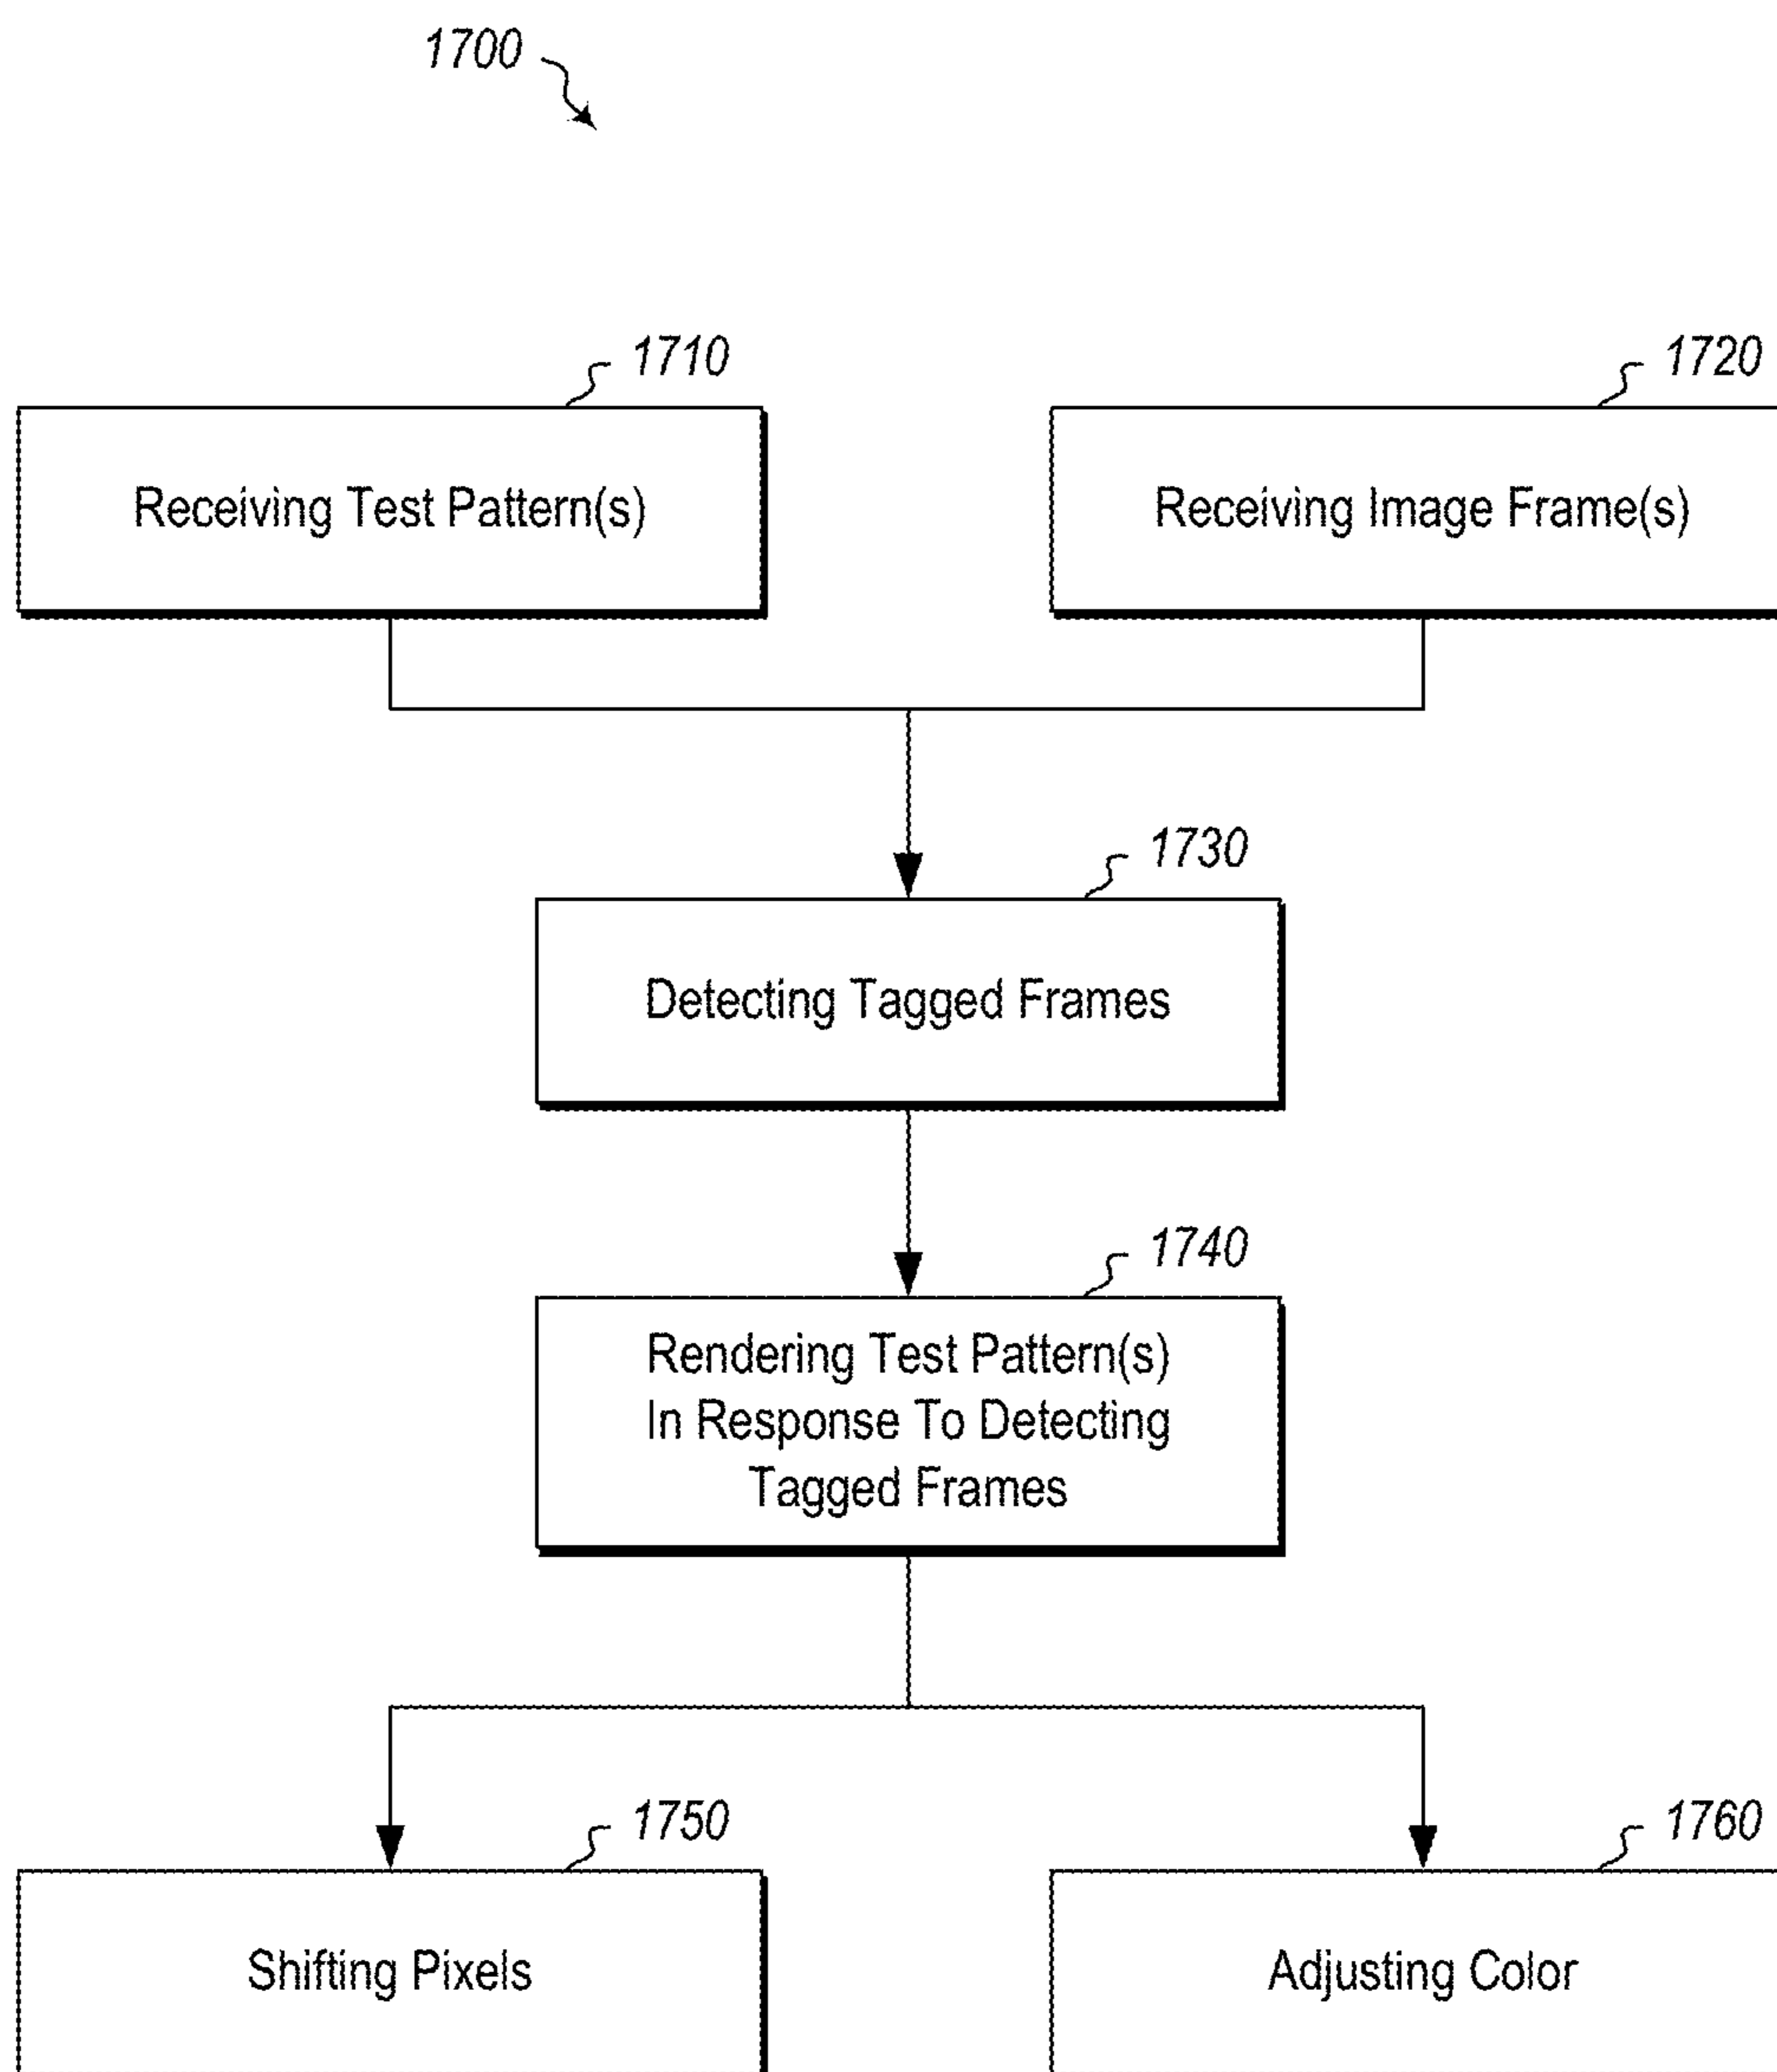 1700
1710
1720
Receiving Test Pattern(s)
Receiving Image Frame(s)
1730
Detecting Tagged Frames
1740
Rendering Test Pattern(s)
In Response To Detecting
Tagged Frames
1750
1760
Shifting Pixels
Adjusting Color